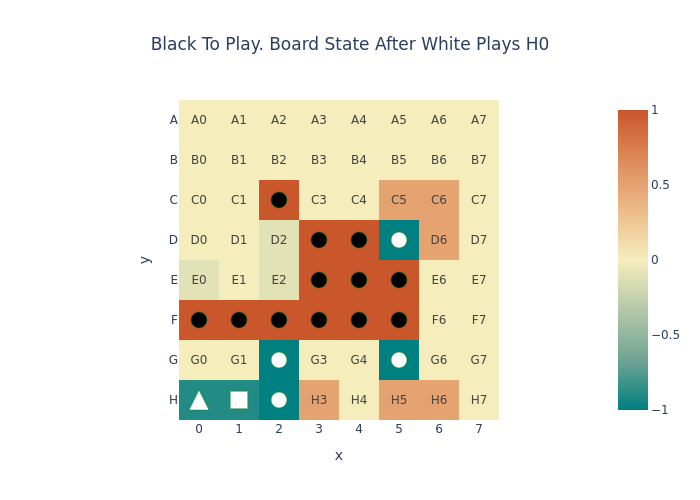 Black To Play. Board State After White Plays H0
A A0 A1 A2 A3 A4 A5 A6 A7
B B0 B1 B2 B3 B4 B5 B6 B7
C C0 C1 C3 C4 C5 C6 C7
D D0 D1 D2 D6 D7
E E0 E1 E2 E6 E7
F F6 F7
G G0 G1 G3 G4 G6 G7
H H3 H4 H5 H6 H7
0 1 2 3 4 5 6 7
x
y
1
0.5
0
−0.5
−1